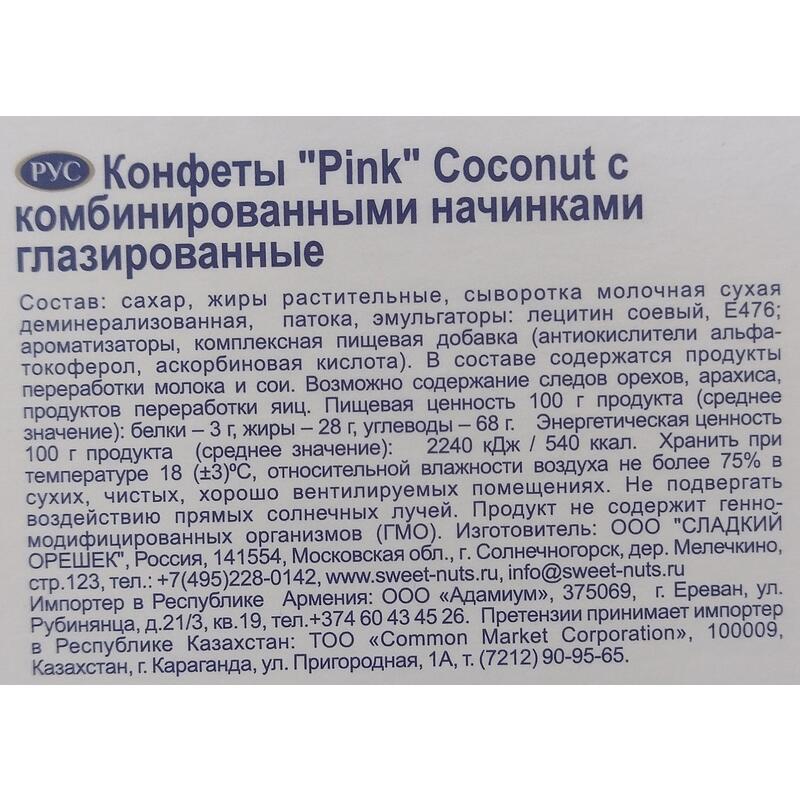 РУС Конфеты "Pink" Coconut с
комбинированными начинками
глазированные
Состав: сахар, жиры растительные, сыворотка молочная сухая
деминерализованная, патока, эмульгаторы: лецитин соевый, Е476;
ароматизаторы, комплексная пищевая добавка (антиокислители альфа-
токоферол, аскорбиновая кислота). В составе содержатся продукты
переработки молока и сои. Возможно содержание следов орехов, арахиса,
продуктов переработки яиц. Пищевая ценность 100 г продукта (среднее
значение): белки – 3 г, жиры – 28 г, углеводы – 68 г. Энергетическая ценность
100 г продукта (среднее значение): 2240 кДж / 540 ккал. Хранить при
температуре 18 (±3)ºС, относительной влажности воздуха не более 75% в
сухих, чистых, хорошо вентилируемых помещениях. Не подвергать
воздействию прямых солнечных лучей. Продукт не содержит генно-
модифицированных организмов (ГМО). Изготовитель: ООО "СЛАДКИЙ
ОРЕШЕК", Россия, 141554, Московская обл., г. Солнечногорск, дер. Мелечкино,
стр.123, тел.: +7(495)228-0142, www.sweet-nuts.ru, info@sweet-nuts.ru
Импортер в Республике Армения: ООО «Адамиум», 375069, г. Ереван, ул.
Рубинянца, д.21/3, кв.19, тел.+374 60 43 45 26. Претензии принимает импортер
в Республике Казахстан: ТОО «Common Market Corporation», 100009,
Казахстан, г. Караганда, ул. Пригородная, 1А, т. (7212) 90-95-65.